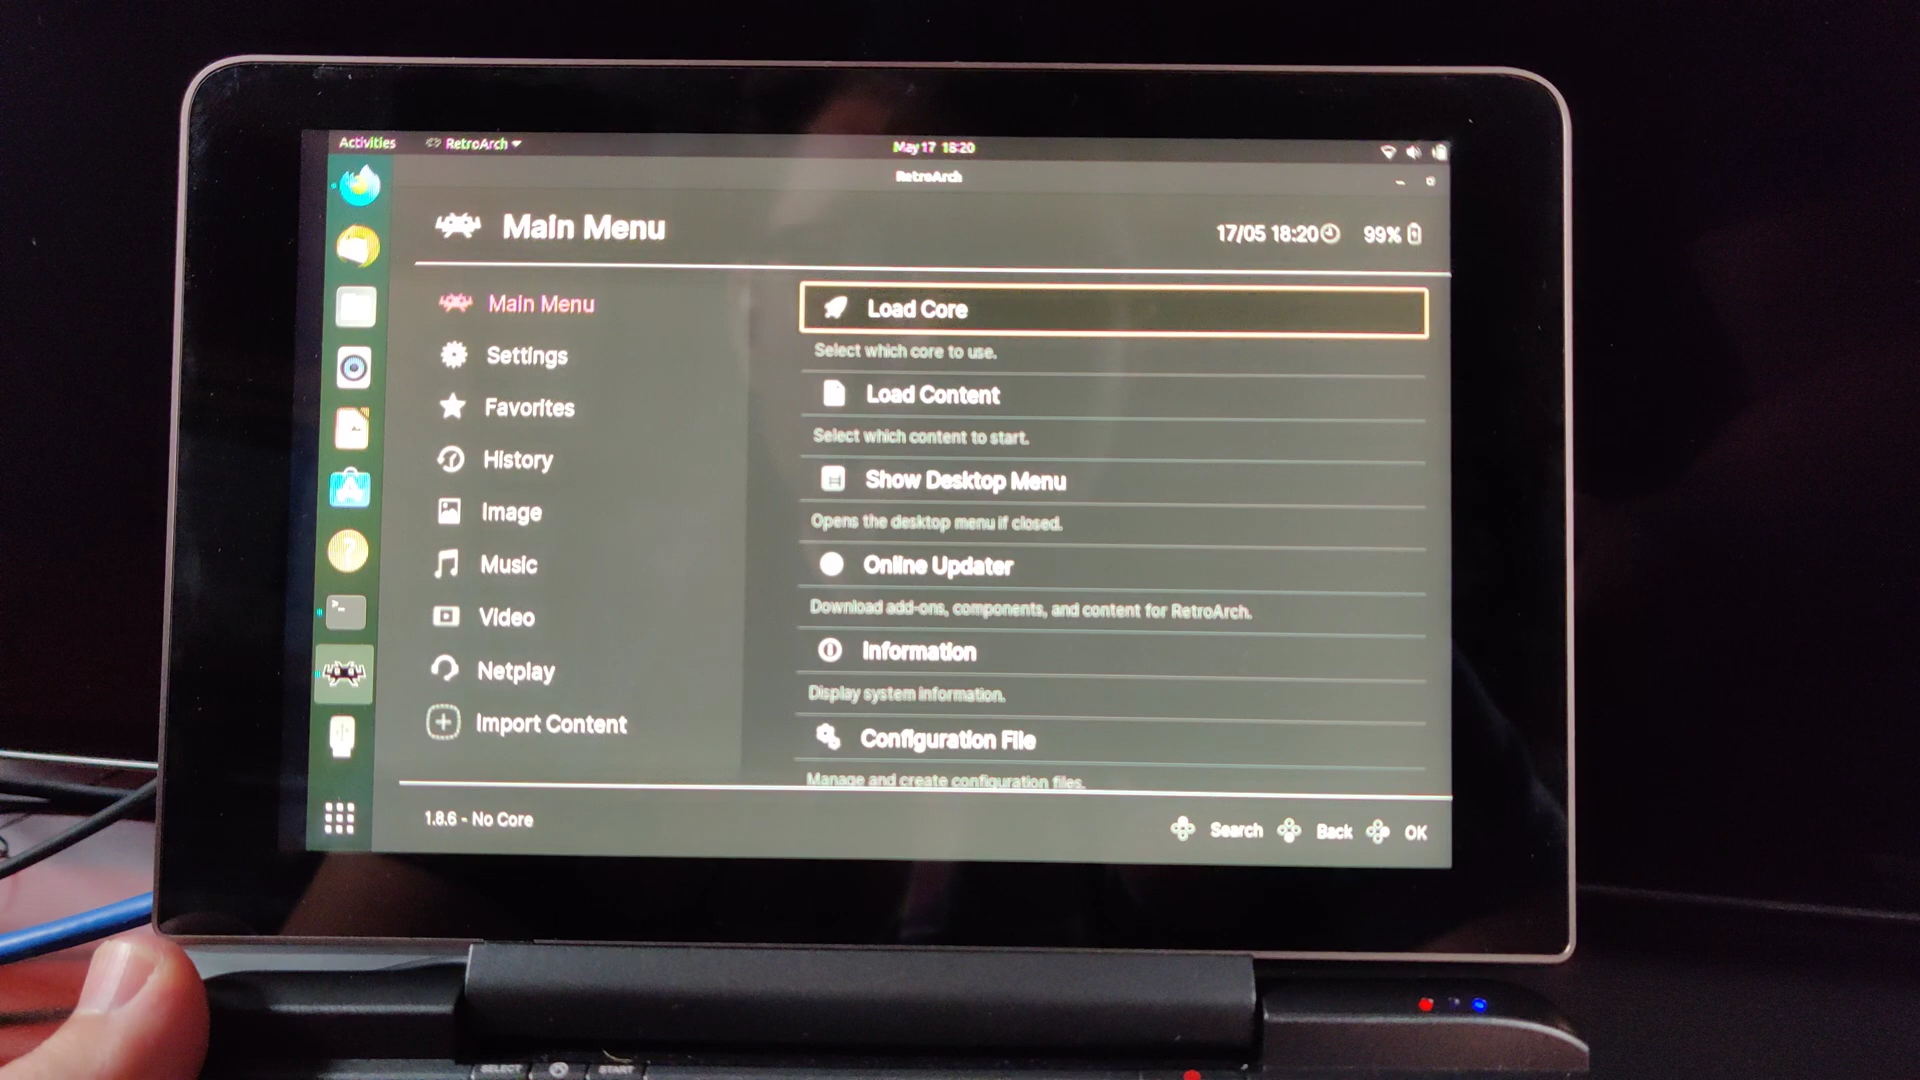 Activities RetroArch May 17 18:20
RetroArch
Main Menu 17/05 18:20 99%
Main Menu
Settings
Favorites
History
Image
Music
Video
Netplay
Import Content
Load Core
Select which core to use.
Load Content
Select which content to start.
Show Desktop Menu
Opens the desktop menu if closed.
Online Updater
Download add-ons, components, and content for RetroArch.
Information
Display system information.
Configuration File
Manage and create configuration files.
1.8.6 - No Core Search Back OK
SELECT START